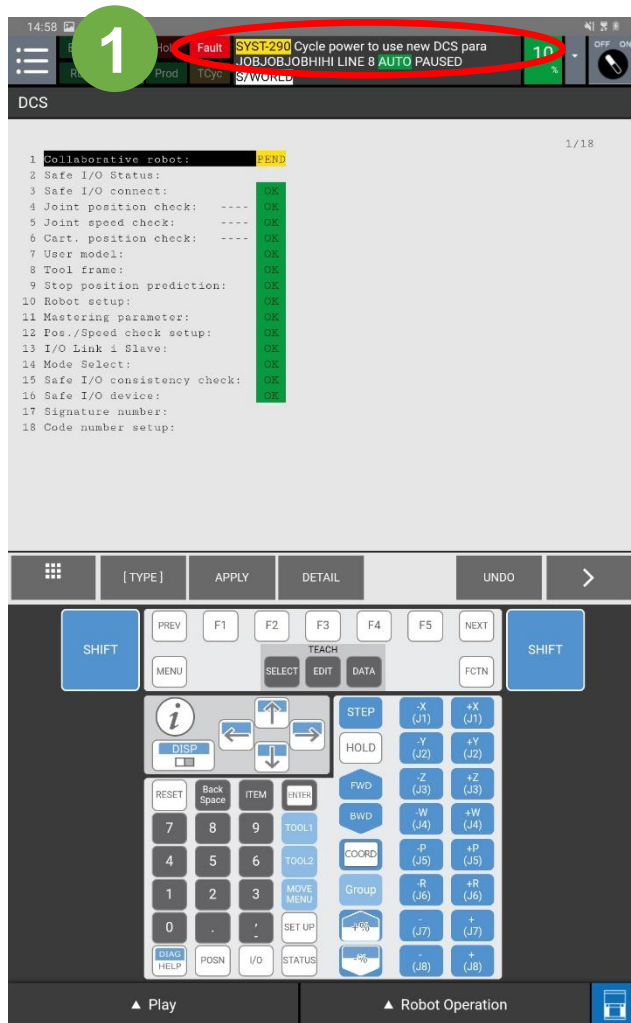 14:58
Hol Fault SYST-290 Cycle power to use new DCS para
JOBJOBJOBHIHI LINE 8 AUTO PAUSED
Prod TCyc S/WORLD
10 %
OFF ON
1
DCS
1/18
1 Collaborative robot: PEND
2 Safe I/O Status:
3 Safe I/O connect: OK
4 Joint position check: ---- OK
5 Joint speed check: ---- OK
6 Cart. position check: ---- OK
7 User model: OK
8 Tool frame: OK
9 Stop position prediction: OK
10 Robot setup: OK
11 Mastering parameter: OK
12 Pos./Speed check setup: OK
13 I/O Link i Slave: OK
14 Mode Select: OK
15 Safe I/O consistency check: OK
16 Safe I/O device: OK
17 Signature number:
18 Code number setup:
[ TYPE ] APPLY DETAIL UNDO >
SHIFT PREV F1 F2 F3 F4 F5 NEXT SHIFT
TEACH
MENU SELECT EDIT DATA FCTN
i
DISP
STEP -X (J1) +X (J1)
HOLD -Y (J2) +Y (J2)
RESET Back Space ITEM ENTER FWD -Z (J3) +Z (J3)
7 8 9 TOOL1 BWD -W (J4) +W (J4)
4 5 6 TOOL2 COORD -P (J5) +P (J5)
1 2 3 MOVE MENU Group -R (J6) +R (J6)
0 . , - SET UP +% - (J7) + (J7)
DIAG HELP POSN I/O STATUS -% - (J8) + (J8)
▲ Play ▲ Robot Operation